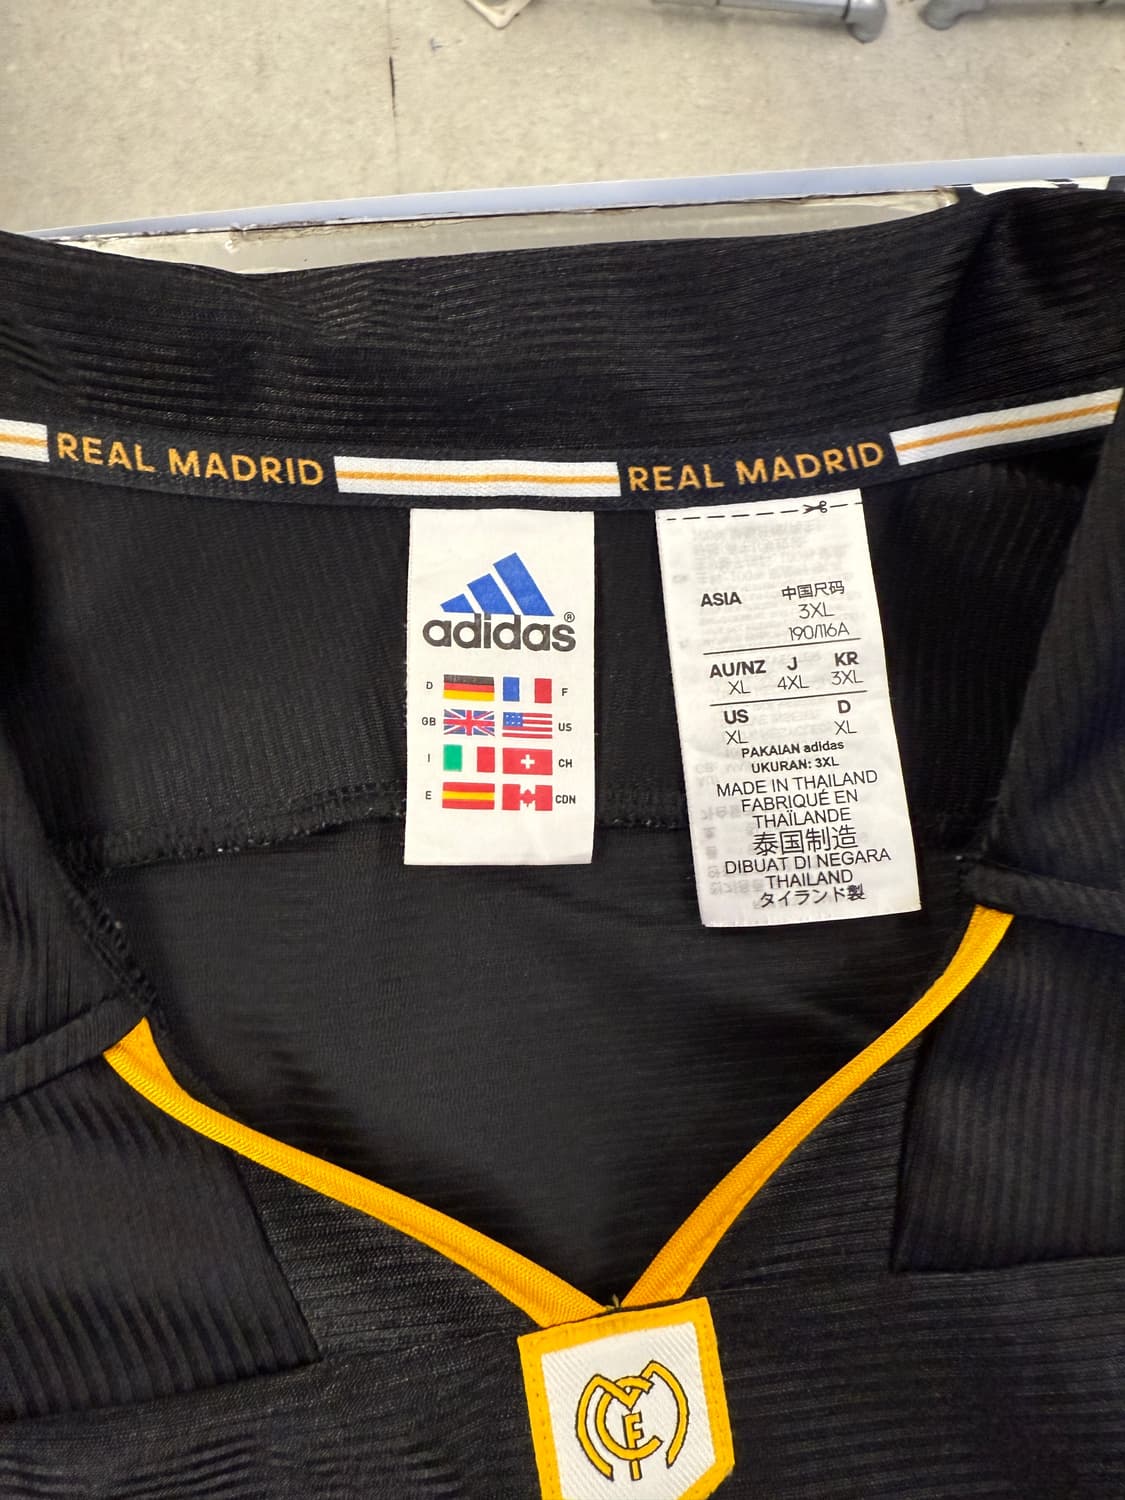 REAL MADRID REAL MADRID
adidas®
D F
GB US
I CH
E CDN
ASIA 中国尺码
3XL
190/116A
AU/NZ J KR
XL 4XL 3XL
US D
XL XL
PAKAIAN adidas
UKURAN: 3XL
MADE IN THAILAND
FABRIQUÉ EN
THAÏLANDE
泰国制造
DIBUAT DI NEGARA
THAILAND
タイランド製
MCF